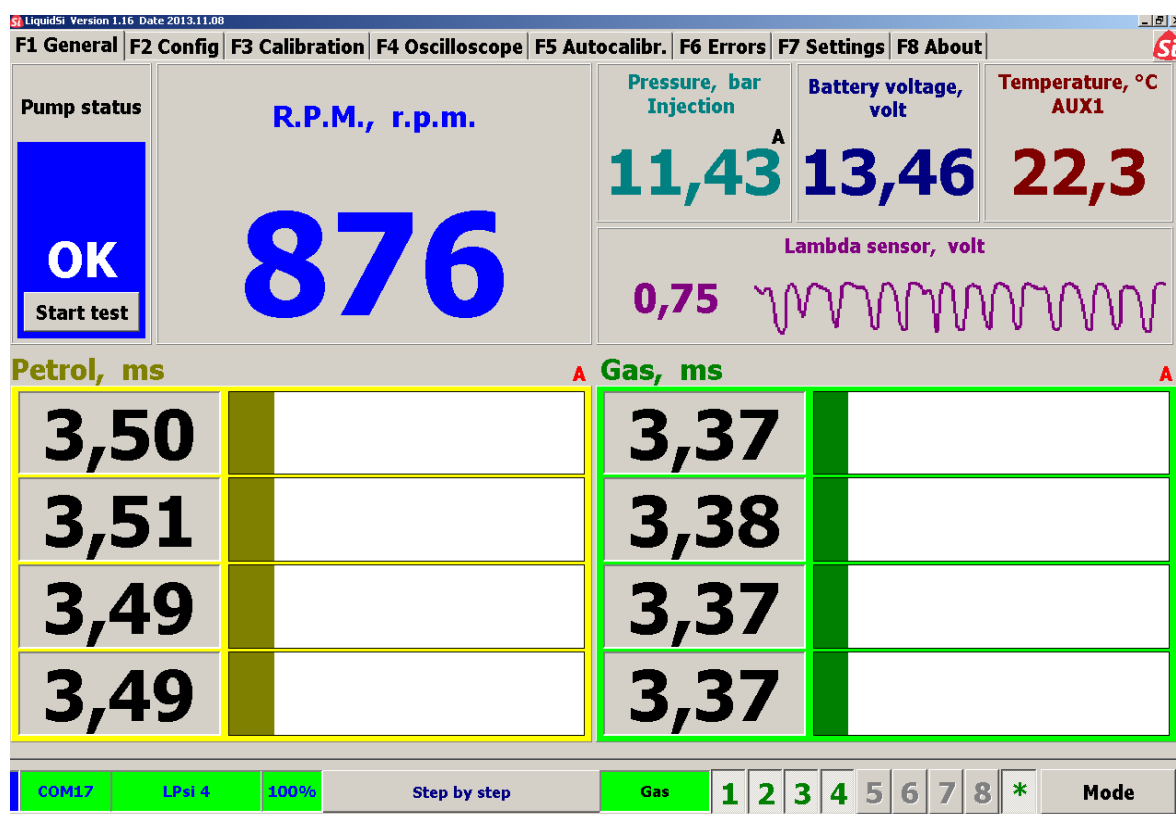 Si LiquidSi Version 1.16 Date 2013.11.08
F1 General F2 Config F3 Calibration F4 Oscilloscope F5 Autocalibr. F6 Errors F7 Settings F8 About Si
Pump status
OK
Start test
R.P.M., r.p.m.
876
Pressure, bar
Injection
A
11,43
Battery voltage,
volt
13,46
Temperature, °C
AUX1
22,3
Lambda sensor, volt
0,75
Petrol, ms A
3,50
3,51
3,49
3,49
Gas, ms A
3,37
3,38
3,37
3,37
COM17 LPsi 4 100% Step by step Gas 1 2 3 4 5 6 7 8 * Mode